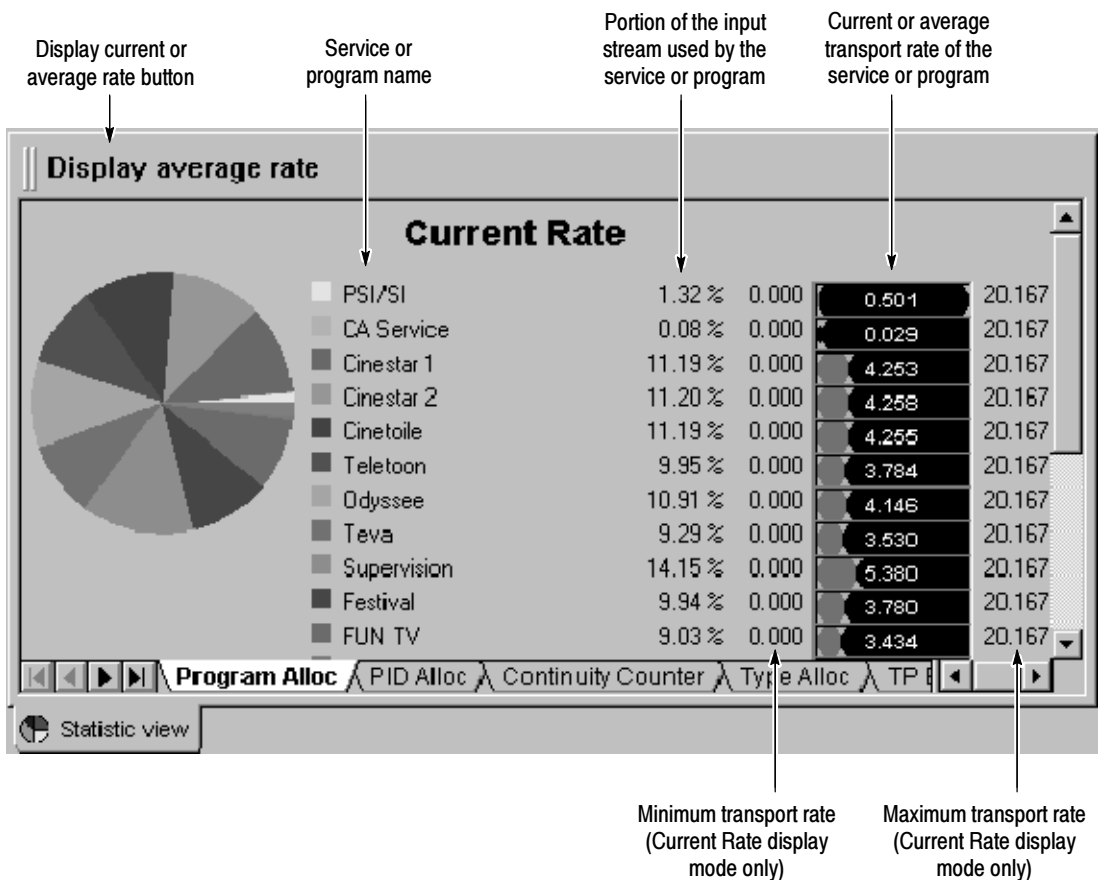 Display current or
average rate button
Service or
program name
Portion of the input
stream used by the
service or program
Current or average
transport rate of the
service or program
Display average rate
Current Rate
PSI/SI 1.32 % 0.000 0.501 20.167
CA Service 0.08 % 0.000 0.029 20.167
Cinestar 1 11.19 % 0.000 4.253 20.167
Cinestar 2 11.20 % 0.000 4.258 20.167
Cinetoile 11.19 % 0.000 4.255 20.167
Teletoon 9.95 % 0.000 3.784 20.167
Odyssee 10.91 % 0.000 4.146 20.167
Teva 9.29 % 0.000 3.530 20.167
Supervision 14.15 % 0.000 5.380 20.167
Festival 9.94 % 0.000 3.780 20.167
FUN TV 9.03 % 0.000 3.434 20.167
Program Alloc PID Alloc Continuity Counter Type Alloc TP
Statistic view
Minimum transport rate
(Current Rate display
mode only)
Maximum transport rate
(Current Rate display
mode only)